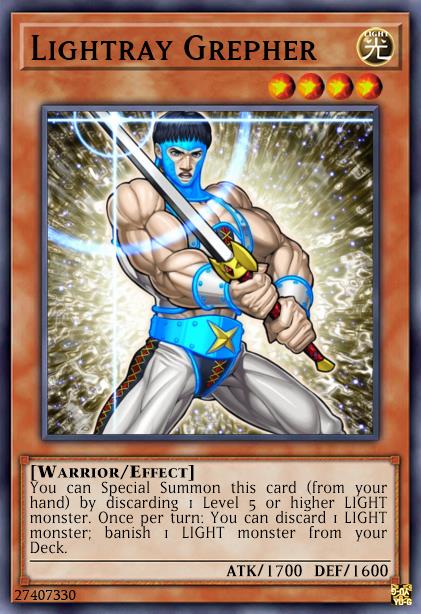 Lightray Grepher
LIGHT
光
[Warrior/Effect]
You can Special Summon this card (from your
hand) by discarding 1 Level 5 or higher LIGHT
monster. Once per turn: You can discard 1 LIGHT
monster; banish 1 LIGHT monster from your
Deck.
ATK/1700 DEF/1600
27407330